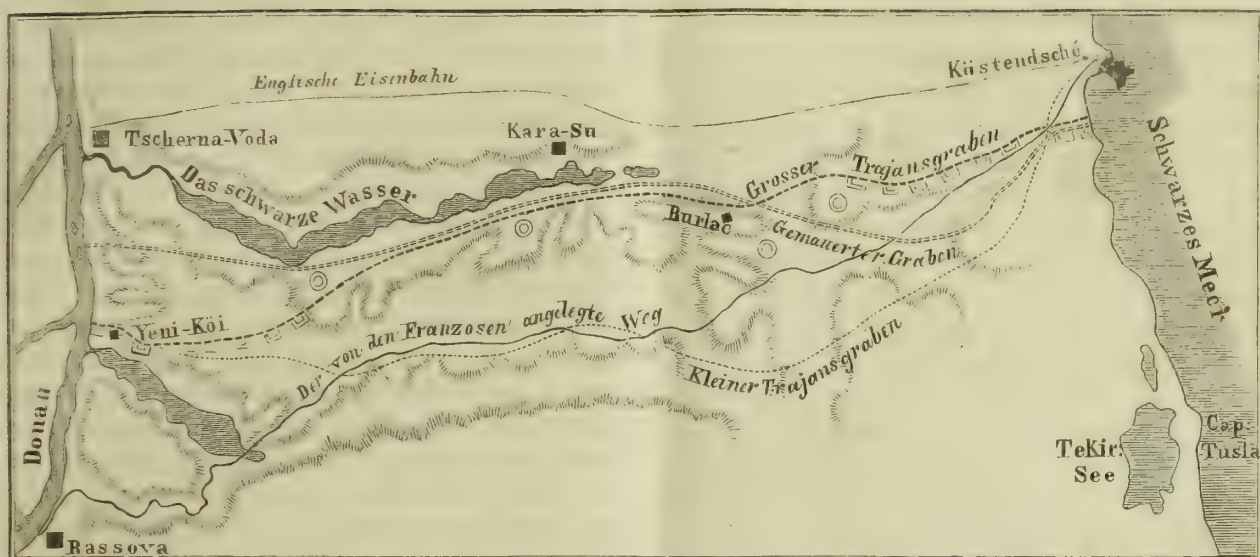 Englische Eisenbahn
Küstendsché
Tscherna-Voda
Kara-Su
Das schwarze Wasser
Grosser Trajansgraben
Burlac
Gemauerter Graben
Schwarzes Meer
Yeni-Köi
Der von den Franzosen angelegte Weg
Kleiner Trajansgraben
Donau
TeKir:
See
Cap:
Tusla
Rassova